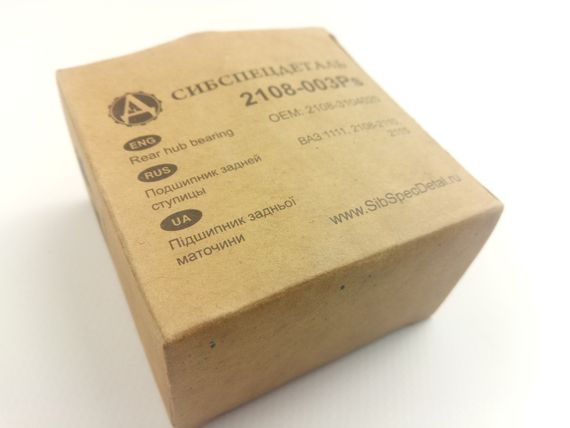 A СИБСПЕЦДЕТАЛЬ
2108-003Ps
OEM: 2108-3104020
ВАЗ 1111, 2108-2110,
2115
ENG
Rear hub bearing
RUS
Подшипник задней
ступицы
UA
Підшипник задньої
маточини
www.SibSpecDetal.ru